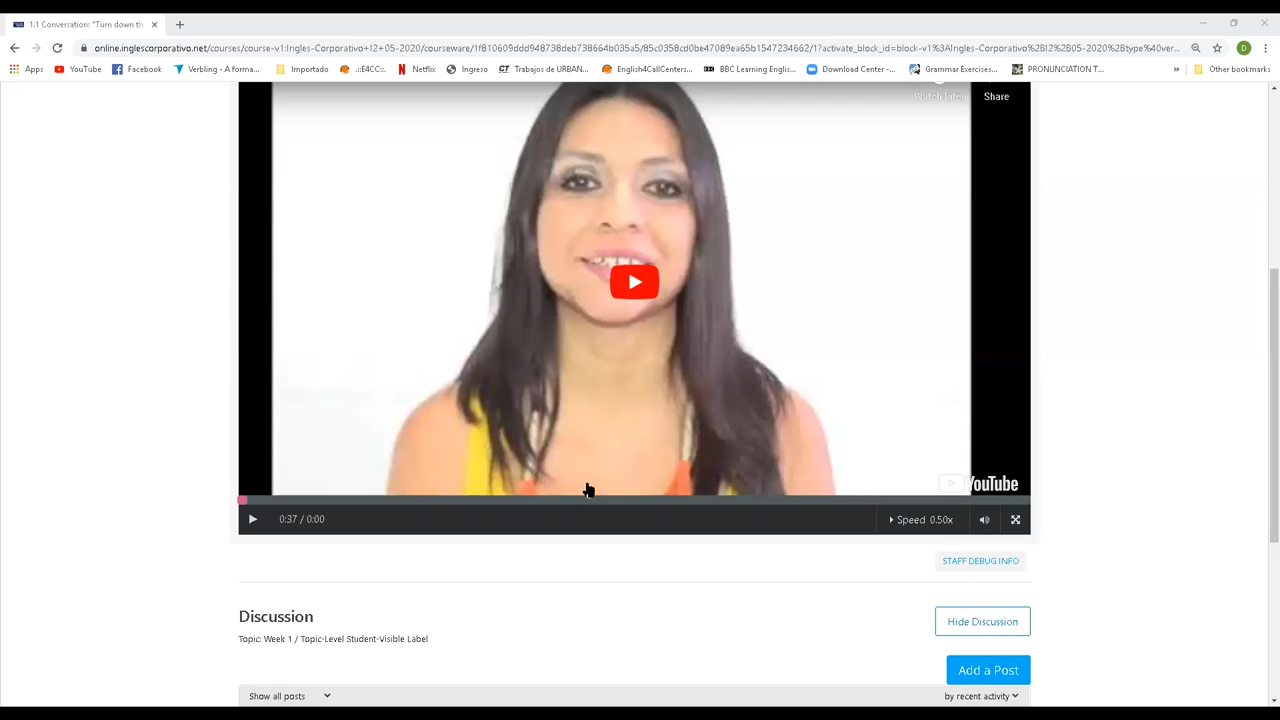 1.1 Conversation: "Turn down th
online.inglescorporativo.net/courses/course-v1:Ingles-Corporativo+I2+05-2020/courseware/1f810609ddd948738deb738664b035a5/85c0358cd0be47089ea65b1547234662/1?activate_block_id=block-v1%3AIngles-Corporativo%2BI2%2B05-2020%2Btype%40ver...
D
Apps YouTube Facebook Verbling - A forma... Importado .::E4CC::. Netflix Ingreso Trabajos de URBAN... English4CallCenters... BBC Learning Englis... Download Center -... Grammar Exercises... PRONUNCIATION T... » Other bookmarks
Watch later Share
YouTube
0:37 / 0:00 Speed 0.50x
STAFF DEBUG INFO
Discussion
Hide Discussion
Topic: Week 1 / Topic-Level Student-Visible Label
Add a Post
Show all posts by recent activity